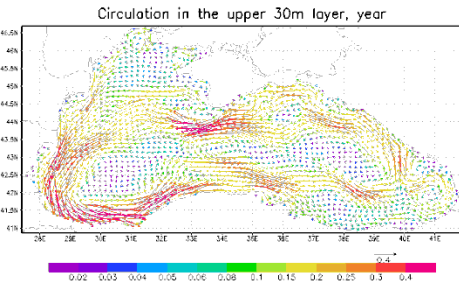 Circulation in the upper 30m layer, year
46.5N
46N
45.5N
45N
44.5N
44N
43.5N
43N
42.5N
42N
41.5N
41N
28E 29E 30E 31E 32E 33E 34E 35E 36E 37E 38E 39E 40E 41E
0.4
0.02 0.03 0.04 0.05 0.06 0.08 0.1 0.15 0.2 0.25 0.3 0.4